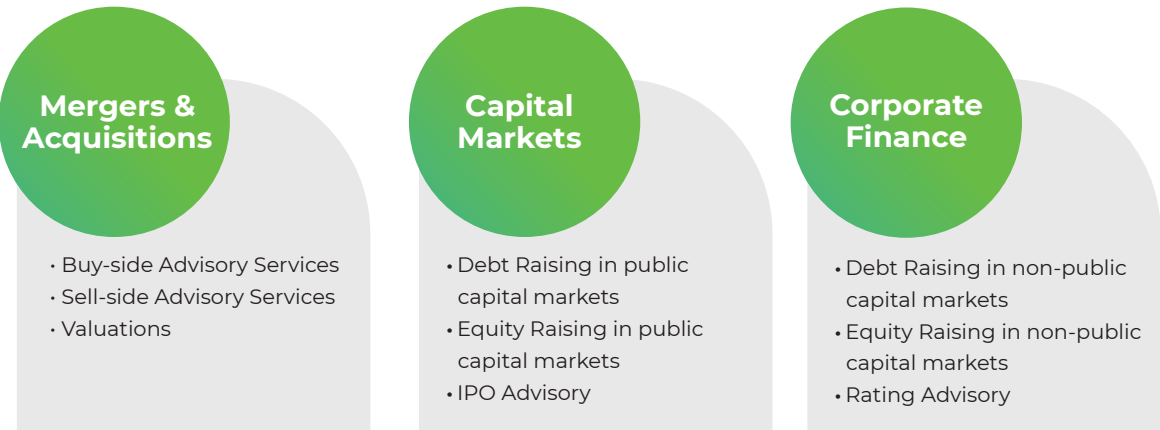 Mergers &
Acquisitions
· Buy-side Advisory Services
· Sell-side Advisory Services
· Valuations
Capital
Markets
• Debt Raising in public
capital markets
• Equity Raising in public
capital markets
• IPO Advisory
Corporate
Finance
• Debt Raising in non-public
capital markets
• Equity Raising in non-public
capital markets
• Rating Advisory